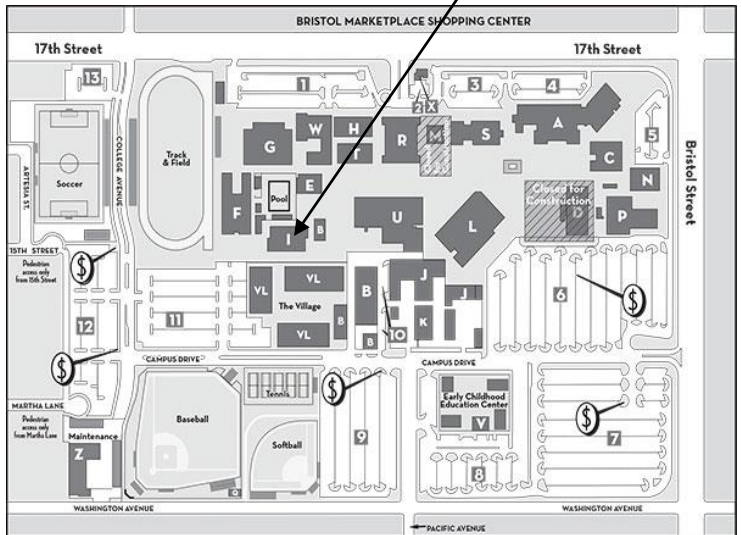 BRISTOL MARKETPLACE SHOPPING CENTER
17th Street
17th Street
13
1
3
4
2
X
5
Soccer
COLLEGE AVENUE
ARTESIA ST.
Track
& Field
G
W
H
T
R
M
S
A
C
N
Bristol Street
F
Pool
E
I
B
U
L
Closed for
Construction
D
P
15TH STREET
Pedestrian
access only
from 15th Street
$
12
$
11
VL
VL
The Village
VL
B
B
B
J
J
K
10
6
$
CAMPUS DRIVE
CAMPUS DRIVE
MARTHA LANE
Pedestrian
access only
from Martha Lane
Maintenance
Z
Baseball
Tennis
Softball
$
9
Early Childhood
Education Center
V
8
$
7
WASHINGTON AVENUE
WASHINGTON AVENUE
PACIFIC AVENUE